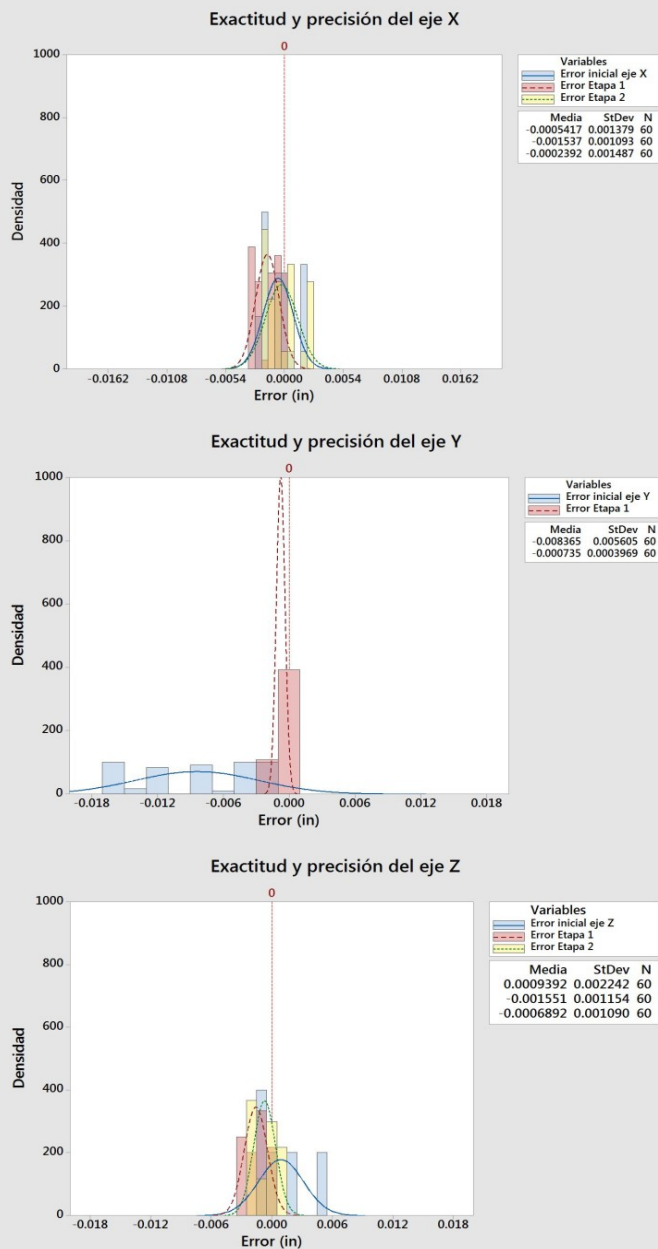 Exactitud y precisión del eje X
0
1000
800
600
400
200
0
Densidad
-0.0162 -0.0108 -0.0054 0.0000 0.0054 0.0108 0.0162
Error (in)
Variables
Error inicial eje X
Error Etapa 1
Error Etapa 2
Media StDev N
-0.0005417 0.001379 60
-0.001537 0.001093 60
-0.0002392 0.001487 60
Exactitud y precisión del eje Y
0
1000
800
600
400
200
0
Densidad
-0.018 -0.012 -0.006 0.000 0.006 0.012 0.018
Error (in)
Variables
Error inicial eje Y
Error Etapa 1
Media StDev N
-0.008365 0.005605 60
-0.000735 0.0003969 60
Exactitud y precisión del eje Z
0
1000
800
600
400
200
0
Densidad
-0.018 -0.012 -0.006 0.000 0.006 0.012 0.018
Error (in)
Variables
Error inicial eje Z
Error Etapa 1
Error Etapa 2
Media StDev N
0.0009392 0.002242 60
-0.001551 0.001154 60
-0.0006892 0.001090 60